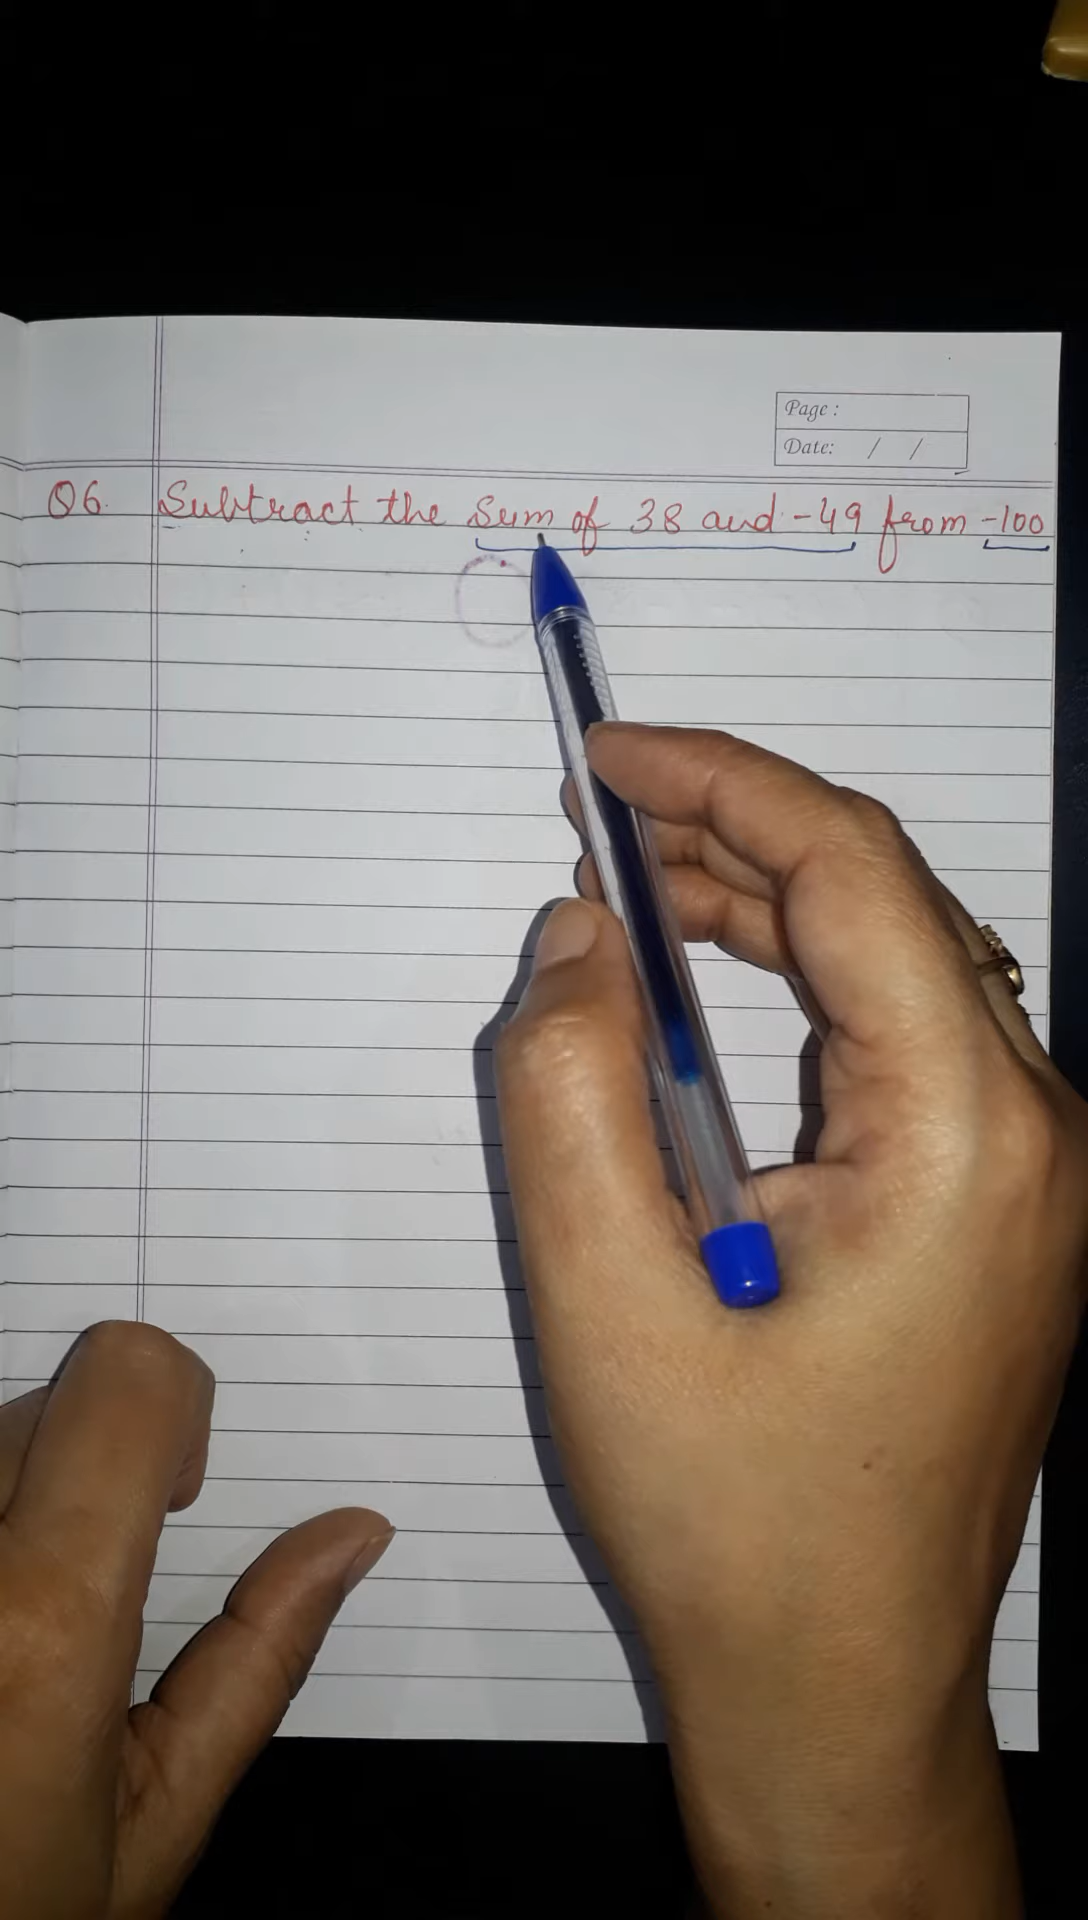 Page :
Date: / /
Q6. Subtract the sum of 38 and -49 from -100